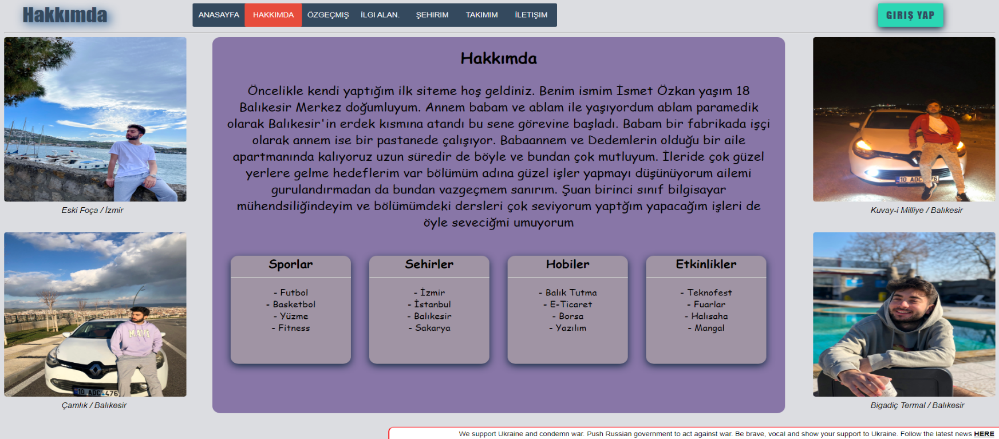 Hakkımda
ANASAYFA
HAKKIMDA
ÖZGEÇMIŞ
İLGI ALAN.
ŞEHIRIM
TAKIMIM
İLETIŞIM
GIRIŞ YAP
Eski Foça / İzmir
MAVI
10 ADC 476
Çamlık / Balıkesir
Hakkımda
Öncelikle kendi yaptığım ilk siteme hoş geldiniz. Benim ismim İsmet Özkan yaşım 18
Balıkesir Merkez doğumluyum. Annem babam ve ablam ile yaşıyordum ablam paramedik
olarak Balıkesir'in erdek kısmına atandı bu sene görevine başladı. Babam bir fabrikada işçi
olarak annem ise bir pastanede çalışıyor. Babaannem ve Dedemlerin olduğu bir aile
apartmanında kalıyoruz uzun süredir de böyle ve bundan çok mutluyum. İleride çok güzel
yerlere gelme hedeflerim var bölümüm adına güzel işler yapmayı düşünüyorum ailemi
gurulandırmadan da bundan vazgeçmem sanırım. Şuan birinci sınıf bilgisayar
mühendsiliğindeyim ve bölümümdeki dersleri çok seviyorum yaptğım yapacağım işleri de
öyle seveciğmi umuyorum
Sporlar
- Futbol
- Basketbol
- Yüzme
- Fitness
Sehirler
- İzmir
- İstanbul
- Balıkesir
- Sakarya
Hobiler
- Balık Tutma
- E-Ticaret
- Borsa
- Yazılım
Etkinlikler
- Teknofest
- Fuarlar
- Halısaha
- Mangal
10 ADC 76
Kuvay-i Milliye / Balıkesir
Bigadiç Termal / Balıkesir
We support Ukraine and condemn war. Push Russian government to act against war. Be brave, vocal and show your support to Ukraine. Follow the latest news HERE